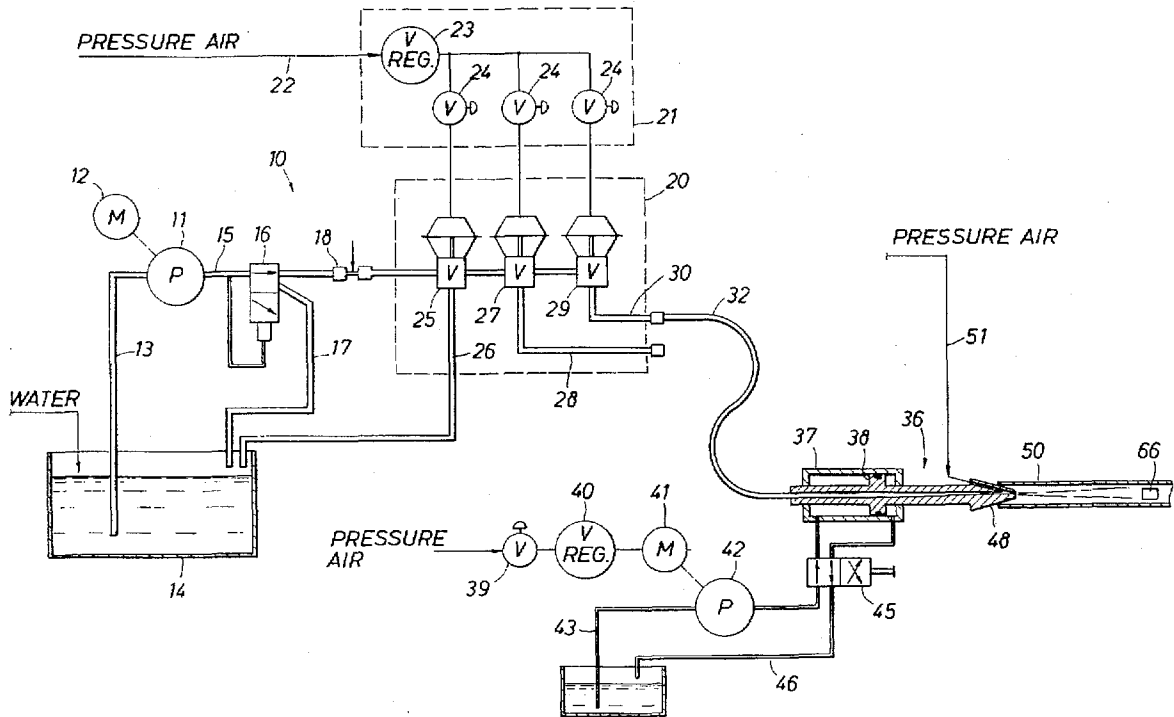 PRESSURE AIR
22
V
REG.
23
24
24
24
V
V
V
21
10
12
M
11
15
16
18
20
P
V
V
V
25
27
29
30
32
PRESSURE AIR
13
17
26
28
51
WATER
14
37
38
36
50
66
48
PRESSURE
AIR
V
39
40
V
REG.
41
M
42
P
45
43
46